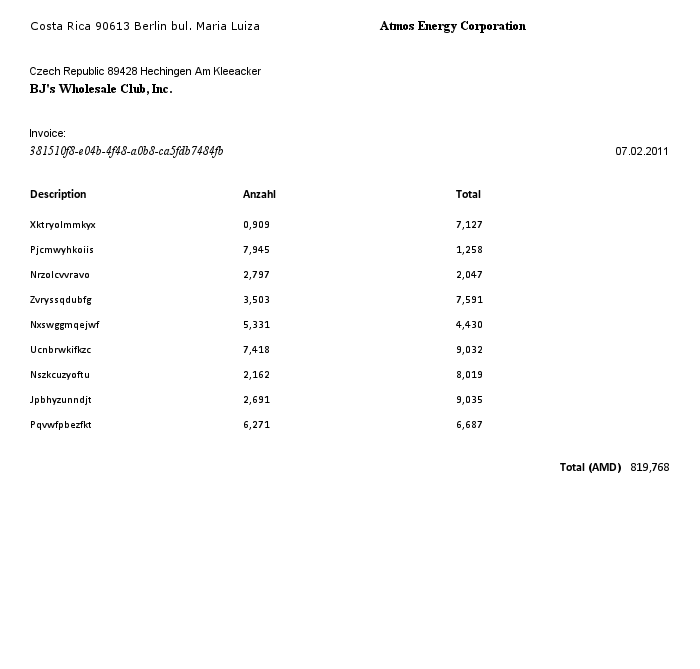 Costa Rica 90613 Berlin bul. Maria Luiza Atmos Energy Corporation
Czech Republic 89428 Hechingen Am Kleeacker
BJ's Wholesale Club, Inc.
Invoice:
381510f8-e04b-4f48-a0b8-ca5fdb7484fb 07.02.2011
Description Anzahl Total
Xktryolmmkyx 0,909 7,127
Pjcmwyhkoiis 7,945 1,258
Nrzolcvvravo 2,797 2,047
Zvryssqdubfg 3,503 7,591
Nxswggmqejwf 5,331 4,430
Ucnbrwkifkzc 7,418 9,032
Nszkcuzyoftu 2,162 8,019
Jpbhyzunndjt 2,691 9,035
Pqvwfpbezfkt 6,271 6,687
Total (AMD) 819,768